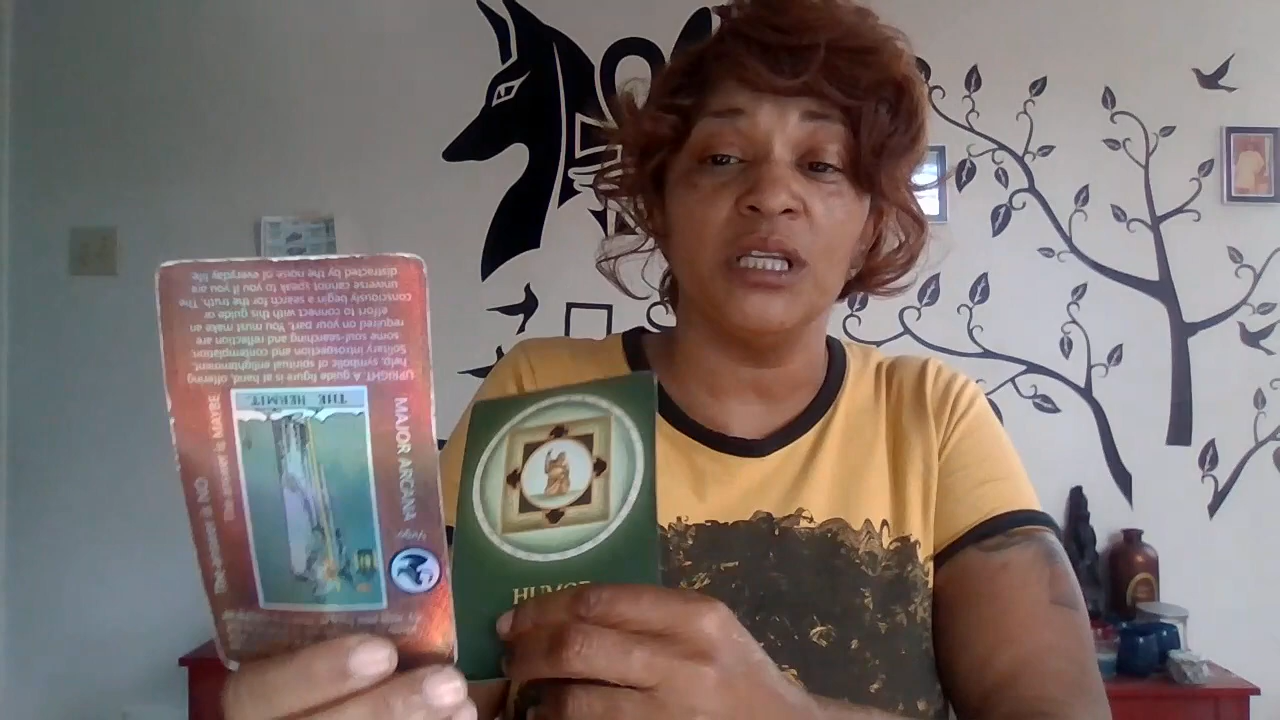 UPRIGHT: A guide figure is at hand, offering
help, symbolic of spiritual enlightenment.
Solitary introspection and contemplation;
some soul-searching and reflection are
required on your part. You must make an
effort to connect with this guide or
consciously begin a search for the truth. The
universe cannot speak to you if you are
distracted by the noise of everyday life.
THE HERMIT.
MAJOR ARCANA
Virgo
The answer is MAYBE
The answer is NO
HUMOR